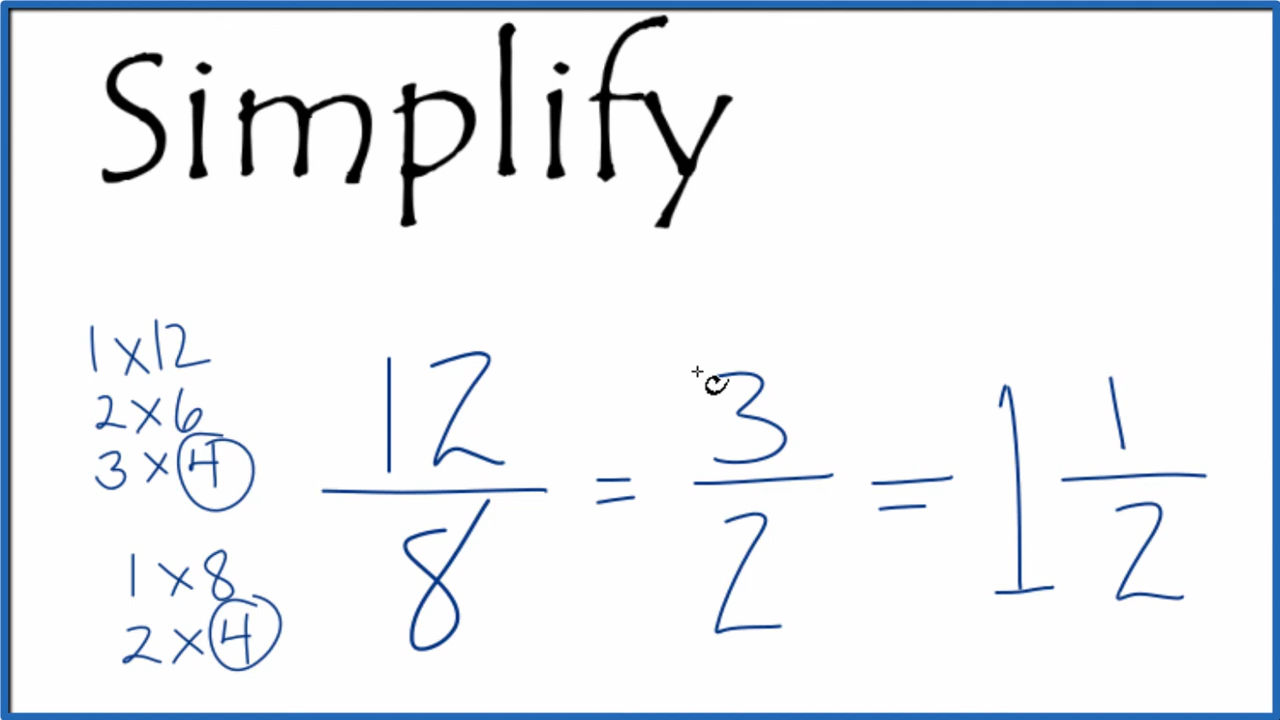 Simplify
1 x 12
2 x 6
3 x 4
1 x 8
2 x 4
12/8 = 3/2 = 1 1/2